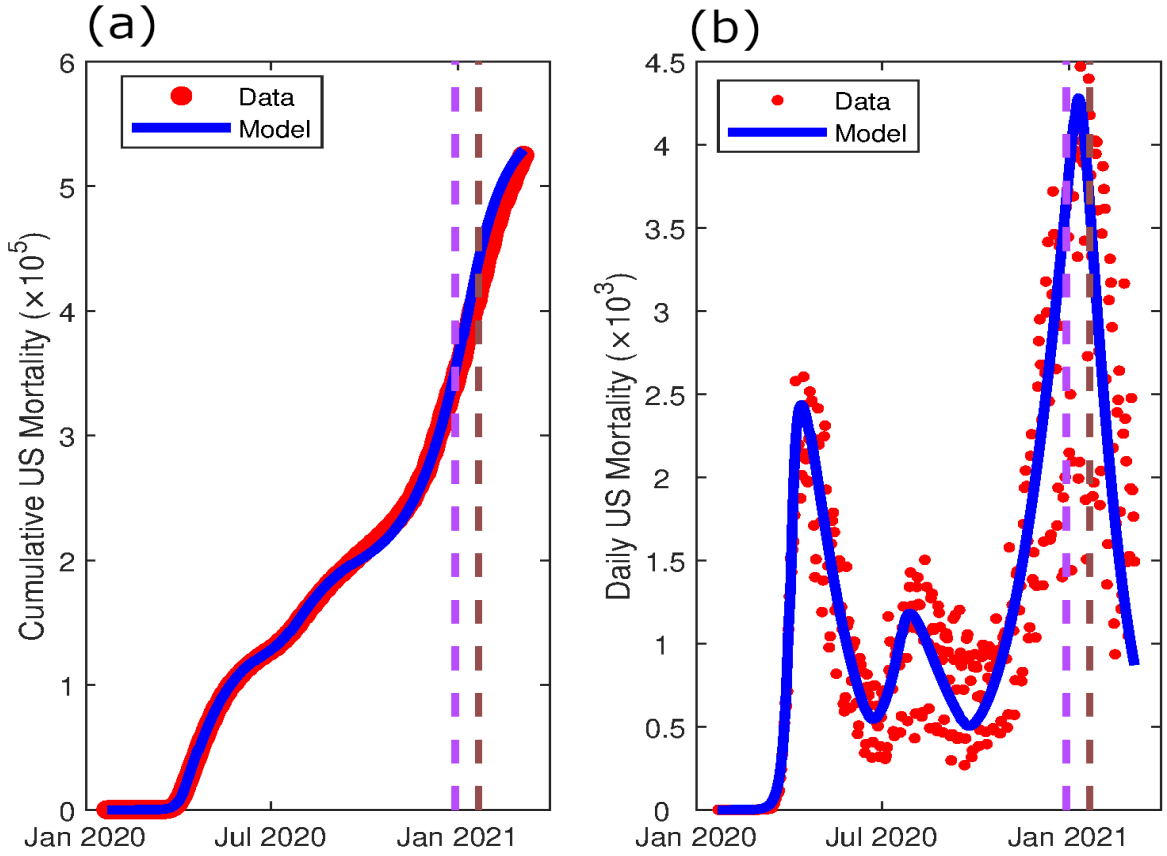 (a)
Cumulative US Mortality (×10⁵)
6
5
4
3
2
1
0
Data
Model
Jan 2020
Jul 2020
Jan 2021
(b)
Daily US Mortality (×10³)
4.5
4
3.5
3
2.5
2
1.5
1
0.5
0
Data
Model
Jan 2020
Jul 2020
Jan 2021